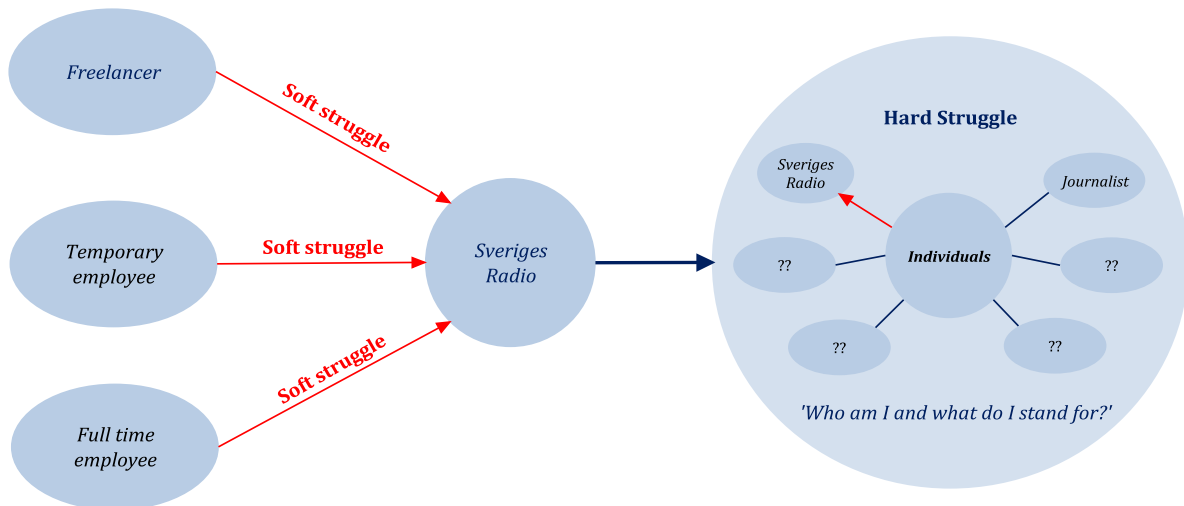 Freelancer
Soft struggle
Temporary
employee
Soft struggle
Full time
employee
Soft struggle
Sveriges
Radio
Hard Struggle
Sveriges
Radio
Journalist
Individuals
??
??
??
??
'Who am I and what do I stand for?'